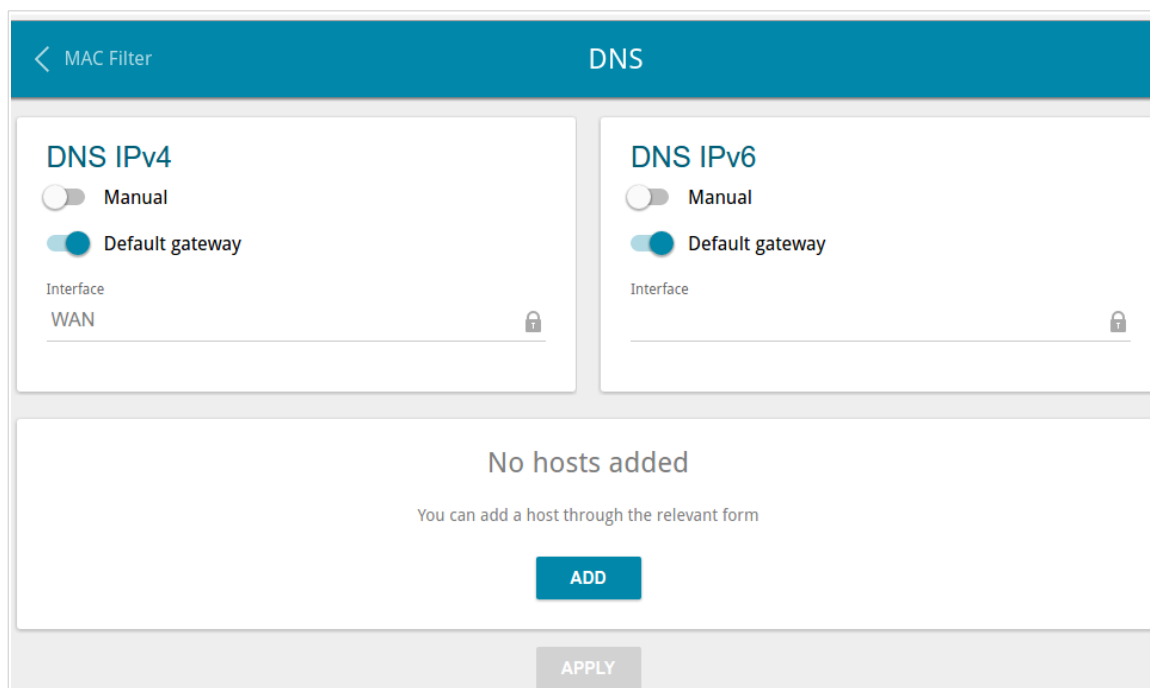 MAC Filter
DNS
DNS IPv4
Manual
Default gateway
Interface
WAN
DNS IPv6
Manual
Default gateway
Interface
No hosts added
You can add a host through the relevant form
ADD
APPLY